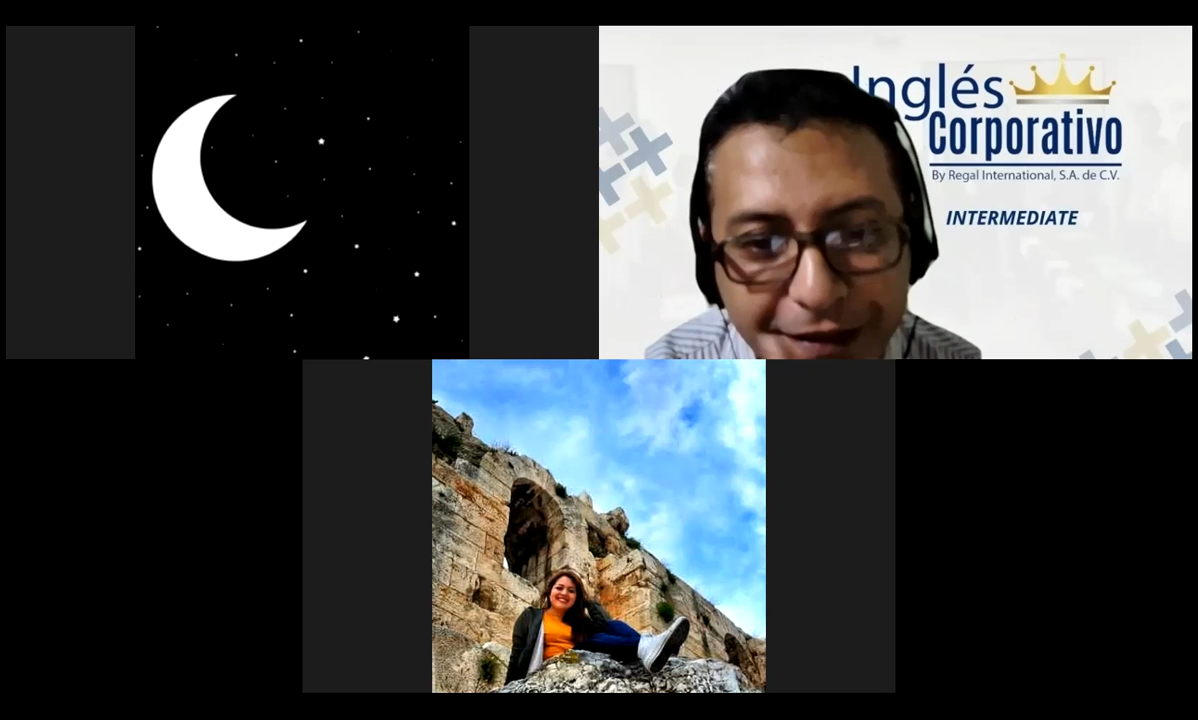 Inglés
Corporativo
By Regal International, S.A. de C.V.
INTERMEDIATE